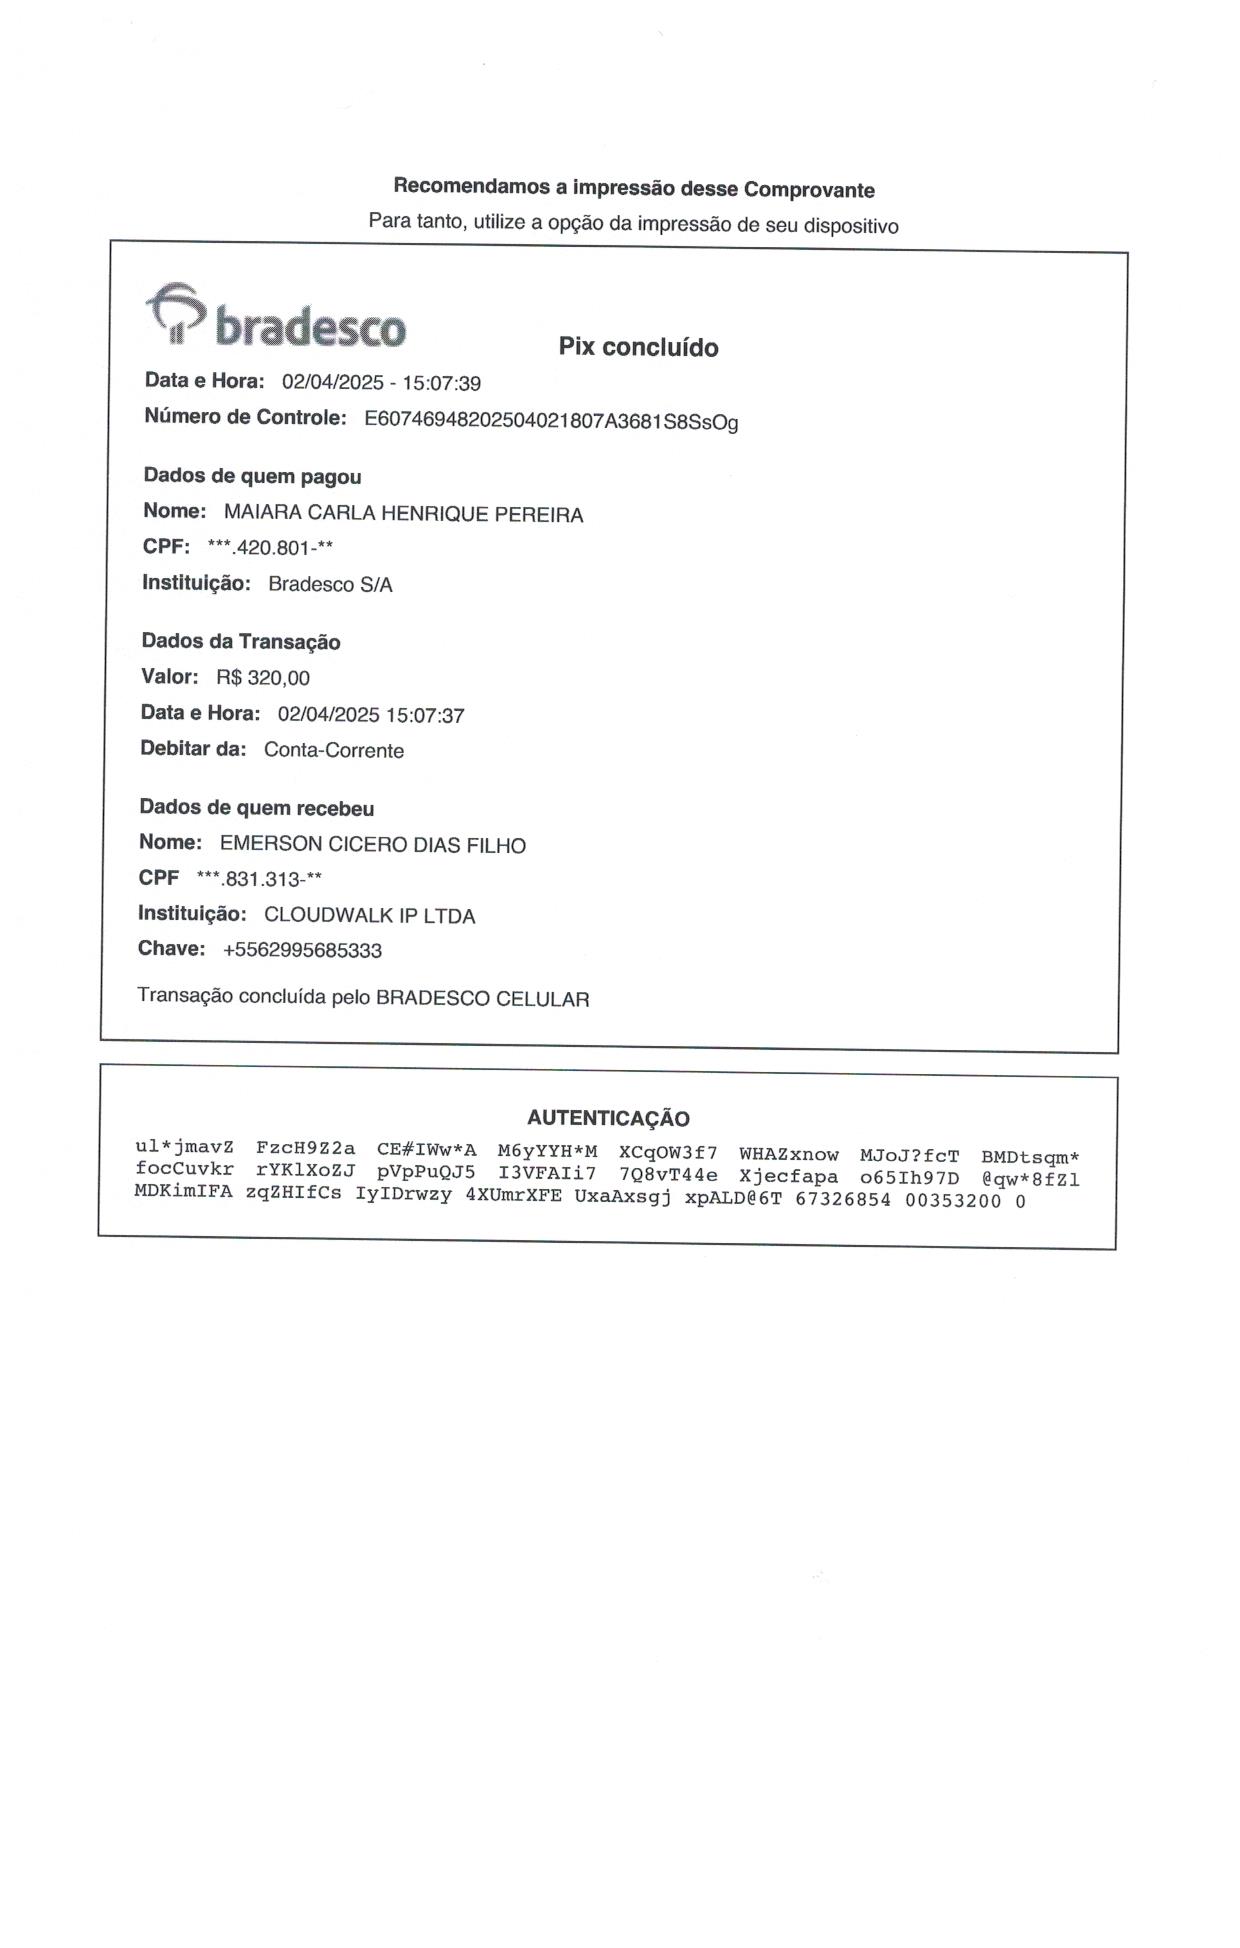 Recomendamos a impressão desse Comprovante
Para tanto, utilize a opção da impressão de seu dispositivo
bradesco
Pix concluído
Data e Hora: 02/04/2025 - 15:07:39
Número de Controle: E60746948202504021807A3681S8SsOg
Dados de quem pagou
Nome: MAIARA CARLA HENRIQUE PEREIRA
CPF: ***.420.801-**
Instituição: Bradesco S/A
Dados da Transação
Valor: R$ 320,00
Data e Hora: 02/04/2025 15:07:37
Debitar da: Conta-Corrente
Dados de quem recebeu
Nome: EMERSON CICERO DIAS FILHO
CPF ***.831.313-**
Instituição: CLOUDWALK IP LTDA
Chave: +5562995685333
Transação concluída pelo BRADESCO CELULAR
AUTENTICAÇÃO
ul*jmavZ FzcH9Z2a CE#IWw*A M6yYYH*M XCqOW3f7 WHAZxnow MJoJ?fcT BMDtsqm*
focCuvkr rYKlXoZJ pVpPuQJ5 I3VFAIi7 7Q8vT44e Xjecfapa o65Ih97D @qw*8fZl
MDKimIFA zqZHIfCs IyIDrwzy 4XUmrXFE UxaAxsgj xpALD@6T 67326854 00353200 0